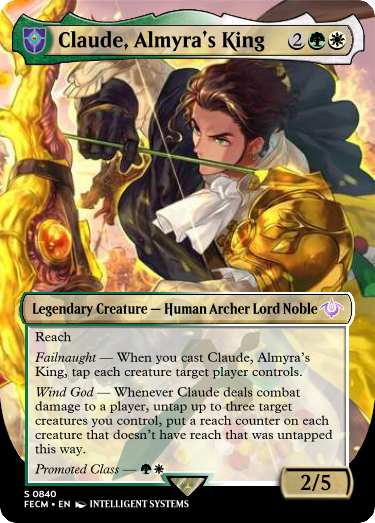 Claude, Almyra's King 2
Legendary Creature — Human Archer Lord Noble
Reach
Failnaught — When you cast Claude, Almyra's
King, tap each creature target player controls.
Wind God — Whenever Claude deals combat
damage to a player, untap up to three target
creatures you control, put a reach counter on each
creature that doesn't have reach that was untapped
this way.
Promoted Class —
2/5
S 0840
FECM • EN INTELLIGENT SYSTEMS